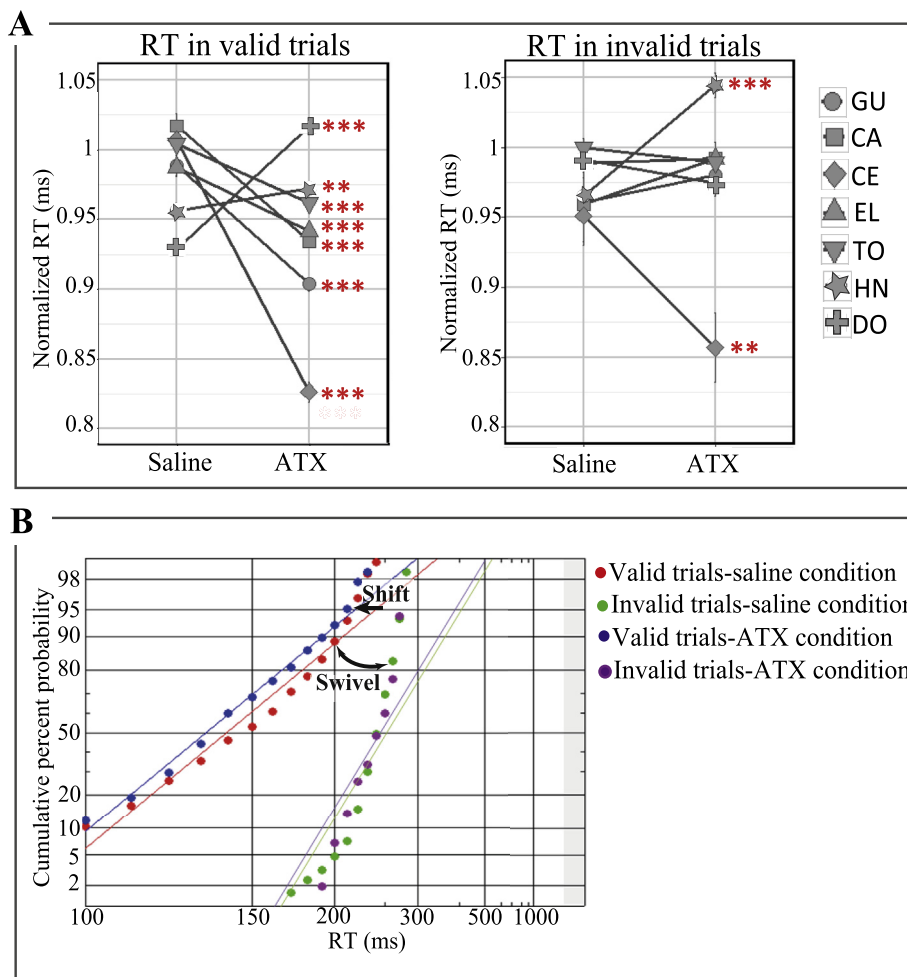 A
RT in valid trials
RT in invalid trials
Normalized RT (ms)
1.05
1
0.95
0.9
0.85
0.8
***
**
***
***
***
***
***
***
Saline
ATX
Normalized RT (ms)
1.05
1
0.95
0.9
0.85
0.8
***
**
Saline
ATX
GU
CA
CE
EL
TO
HN
DO
B
Cumulative percent probability
98
95
90
80
50
20
10
5
2
Shift
Swivel
100
150
200
300
500
1000
RT (ms)
Valid trials-saline condition
Invalid trials-saline condition
Valid trials-ATX condition
Invalid trials-ATX condition